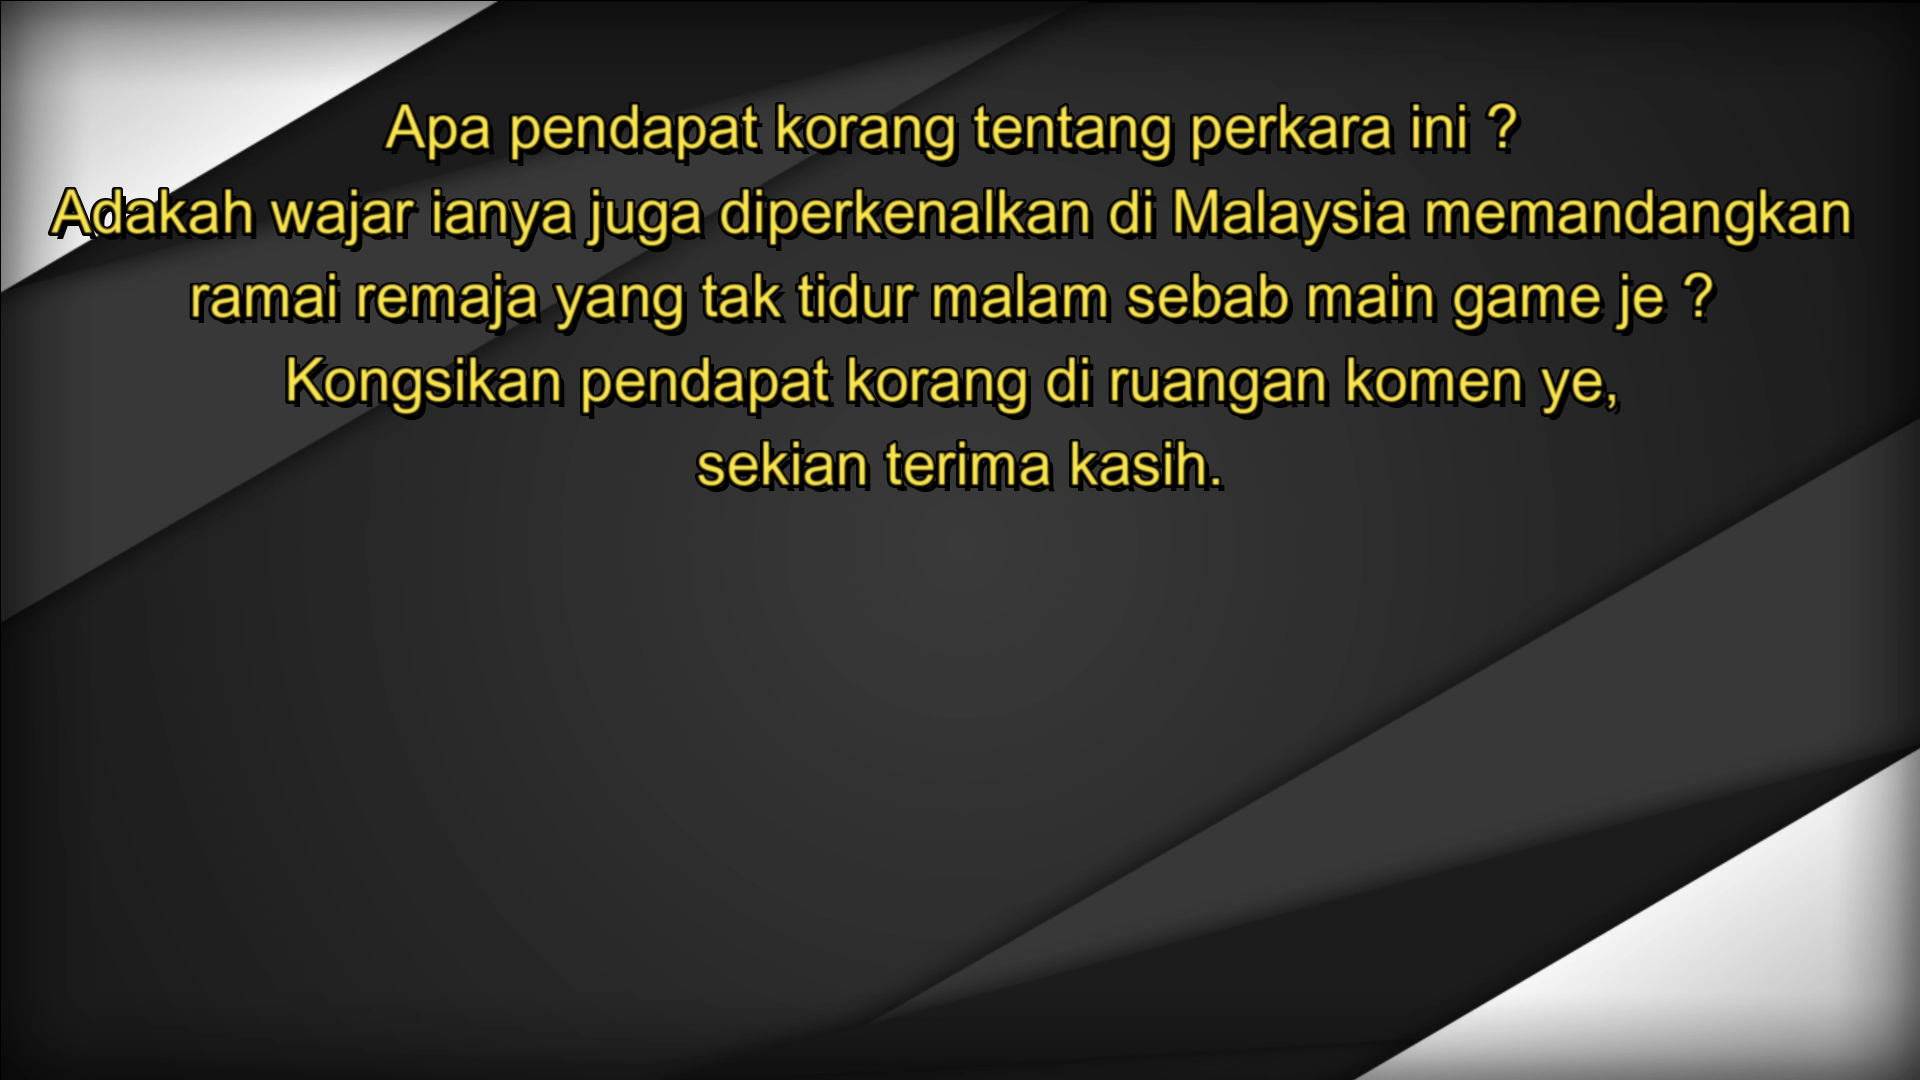 Apa pendapat korang tentang perkara ini ?
Adakah wajar ianya juga diperkenalkan di Malaysia memandangkan
ramai remaja yang tak tidur malam sebab main game je ?
Kongsikan pendapat korang di ruangan komen ye,
sekian terima kasih.